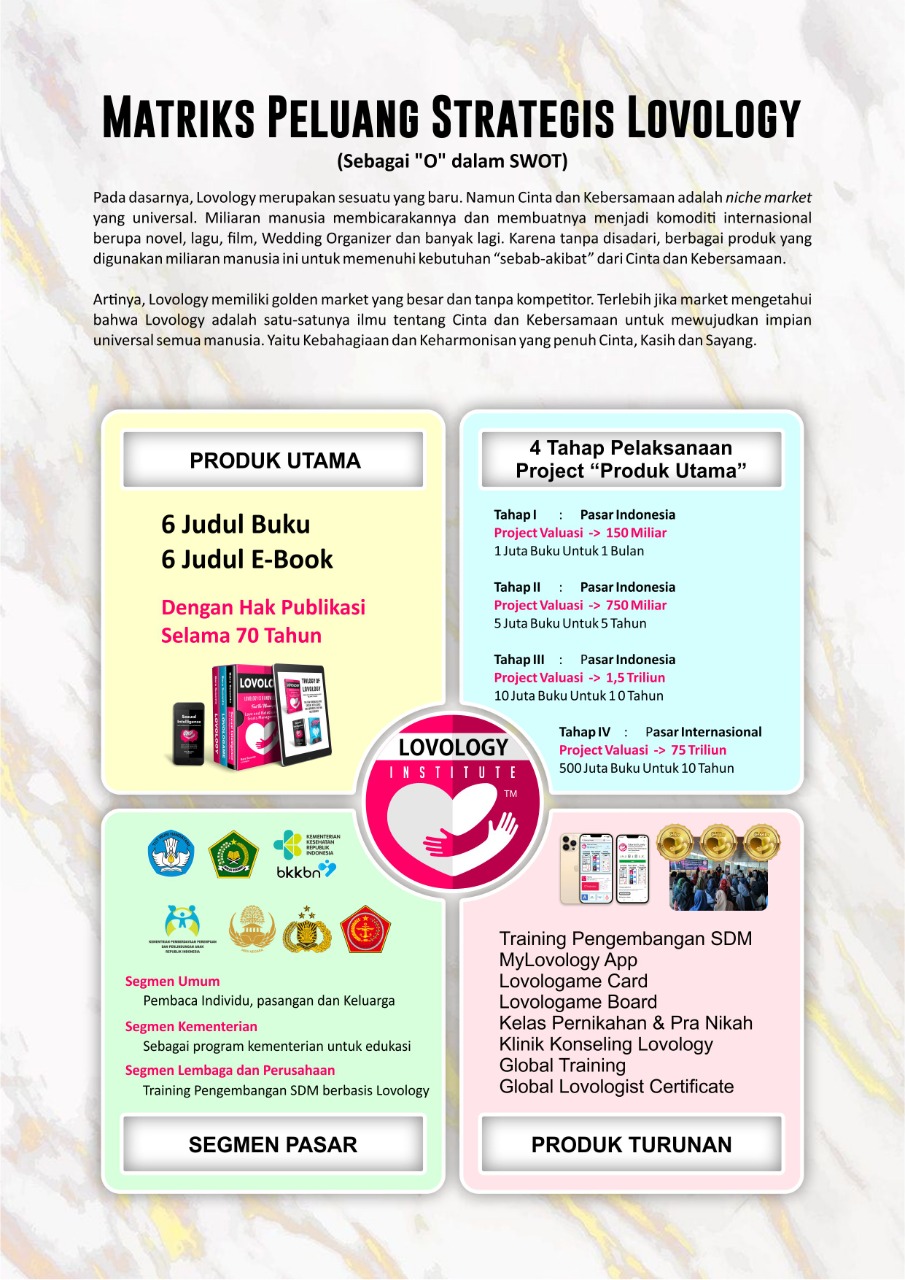 MATRIKS PELUANG STRATEGIS LOVOLOGY
(Sebagai "O" dalam SWOT)
Pada dasarnya, Lovology merupakan sesuatu yang baru. Namun Cinta dan Kebersamaan adalah niche market
yang universal. Miliaran manusia membicarakannya dan membuatnya menjadi komoditi internasional
berupa novel, lagu, film, Wedding Organizer dan banyak lagi. Karena tanpa disadari, berbagai produk yang
digunakan miliaran manusia ini untuk memenuhi kebutuhan “sebab-akibat” dari Cinta dan Kebersamaan.
Artinya, Lovology memiliki golden market yang besar dan tanpa kompetitor. Terlebih jika market mengetahui
bahwa Lovology adalah satu-satunya ilmu tentang Cinta dan Kebersamaan untuk mewujudkan impian
universal semua manusia. Yaitu Kebahagiaan dan Keharmonisan yang penuh Cinta, Kasih dan Sayang.
PRODUK UTAMA
6 Judul Buku
6 Judul E-Book
Dengan Hak Publikasi
Selama 70 Tahun
4 Tahap Pelaksanaan
Project “Produk Utama”
Tahap I : Pasar Indonesia
Project Valuasi -> 150 Miliar
1 Juta Buku Untuk 1 Bulan
Tahap II : Pasar Indonesia
Project Valuasi -> 750 Miliar
5 Juta Buku Untuk 5 Tahun
Tahap III : Pasar Indonesia
Project Valuasi -> 1,5 Triliun
10 Juta Buku Untuk 1 0 Tahun
Tahap IV : Pasar Internasional
Project Valuasi -> 75 Triliun
500 Juta Buku Untuk 10 Tahun
LOVOLOGY
INSTITUTE
TM
KEMENTERIAN
KESEHATAN
REPUBLIK
INDONESIA
bkkbn
KEMENTERIAN PEMBERDAYAAN PEREMPUAN
DAN PERLINDUNGAN ANAK
REPUBLIK INDONESIA
Segmen Umum
Pembaca Individu, pasangan dan Keluarga
Segmen Kementerian
Sebagai program kementerian untuk edukasi
Segmen Lembaga dan Perusahaan
Training Pengembangan SDM berbasis Lovology
SEGMEN PASAR
Training Pengembangan SDM
MyLovology App
Lovologame Card
Lovologame Board
Kelas Pernikahan & Pra Nikah
Klinik Konseling Lovology
Global Training
Global Lovologist Certificate
PRODUK TURUNAN